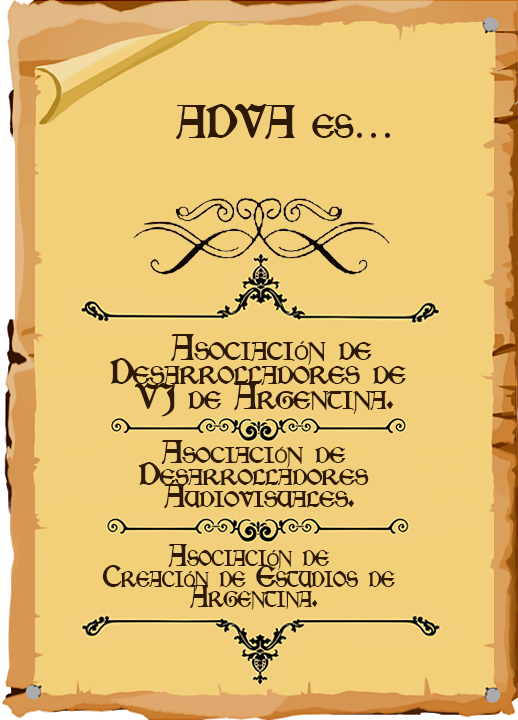 ADVA es...
Asociación de
Desarrolladores de
VJ de Argentina.
Asociación de
Desarrolladores
Audiovisuales.
Asociación de
Creación de Estudios de
Argentina.